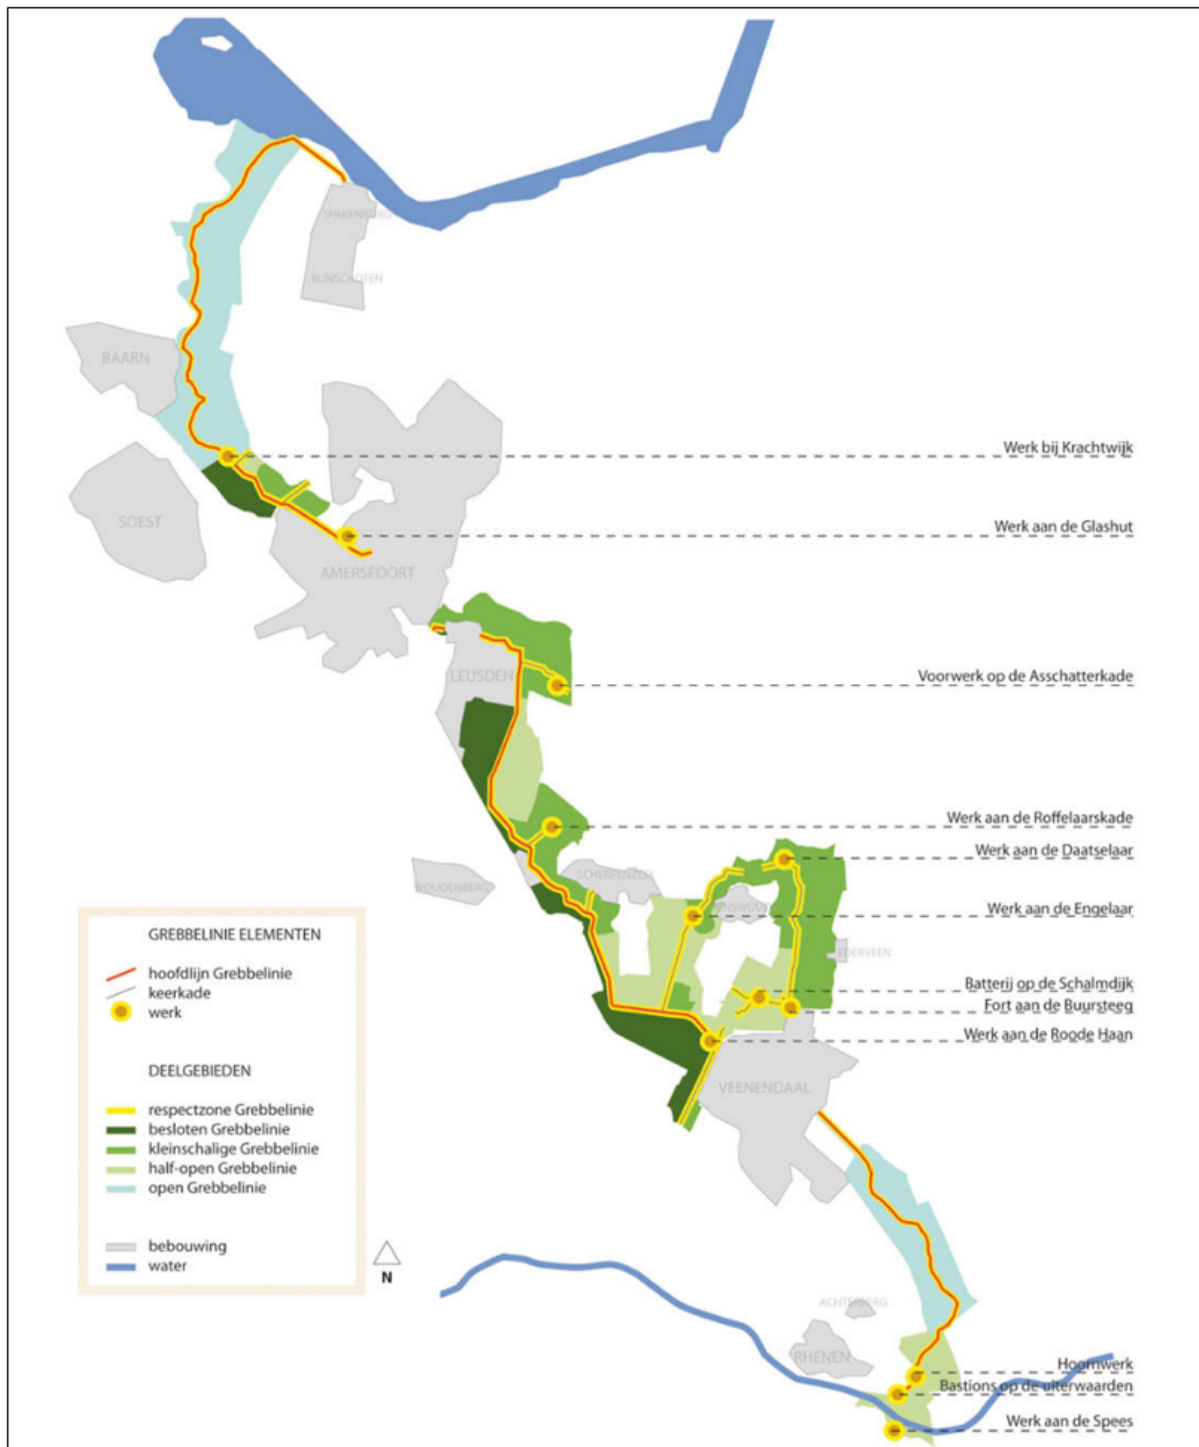 SPAKENBURG
BUNSCHOTEN
BAARN
Werk bij Krachtwijk
SOEST
Werk aan de Glashut
AMERSFOORT
LEUSDEN
Voorwerk op de Asschatterkade
Werk aan de Roffelaarskade
Werk aan de Daatselaar
SCHERPENZEEL
WOUDENBERG
Werk aan de Engelaar
EDERVEEN
Batterij op de Schalmdijk
Fort aan de Buursteeg
Werk aan de Roode Haan
VEENENDAAL
GREBBELINIE ELEMENTEN
hoofdlijn Grebbelinie
keerkade
werk
DEELGEBIEDEN
respectzone Grebbelinie
besloten Grebbelinie
kleinschalige Grebbelinie
half-open Grebbelinie
open Grebbelinie
bebouwing
water
N
ACHTERBERG
RHENEN
Hoornwerk
Bastions op de uiterwaarden
Werk aan de Spees